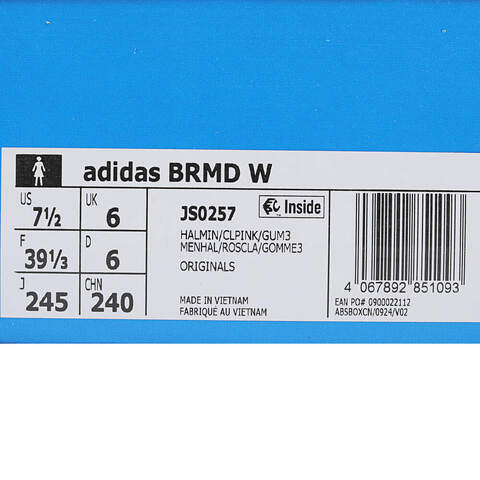 adidas BRMD W
US 7½ UK 6
F 39⅓ D 6
J 245 CHN 240
JS0257 Inside
HALMIN/CLPINK/GUM3
MENHAL/ROSCLA/GOMME3
ORIGINALS
MADE IN VIETNAM
FABRIQUÉ AU VIETNAM
4 067892 851093
EAN PO# 0900022112
ABSBOXCN/0924/V02